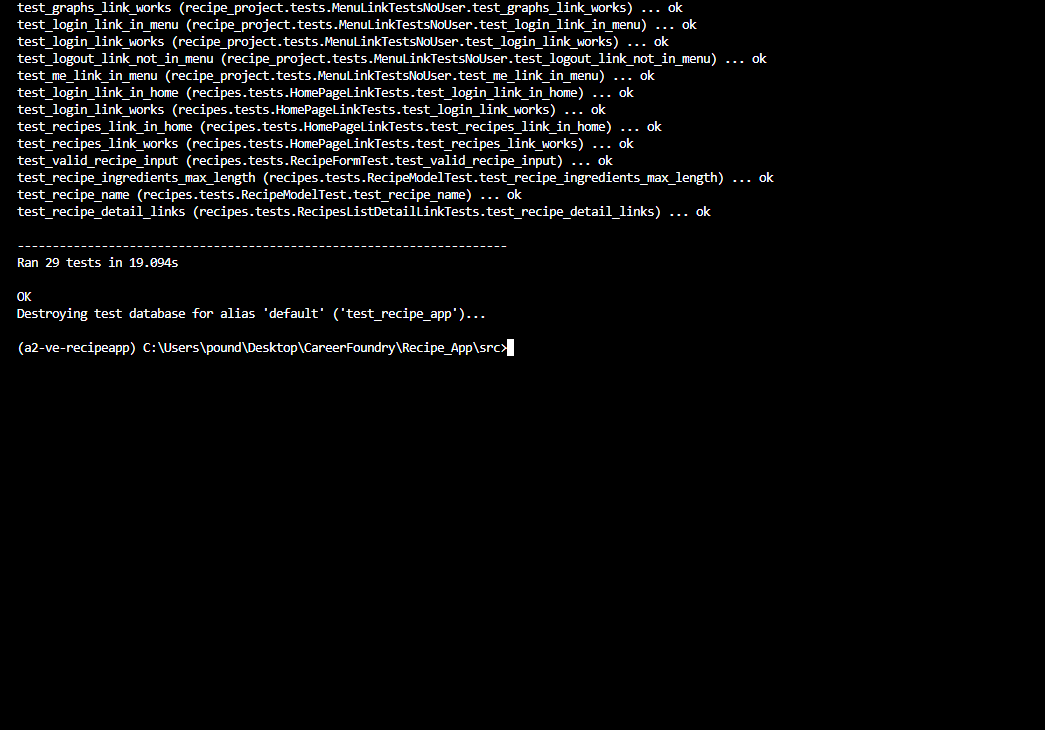 test_graphs_link_works (recipe_project.tests.MenuLinkTestsNoUser.test_graphs_link_works) ... ok
test_login_link_in_menu (recipe_project.tests.MenuLinkTestsNoUser.test_login_link_in_menu) ... ok
test_login_link_works (recipe_project.tests.MenuLinkTestsNoUser.test_login_link_works) ... ok
test_logout_link_not_in_menu (recipe_project.tests.MenuLinkTestsNoUser.test_logout_link_not_in_menu) ... ok
test_me_link_in_menu (recipe_project.tests.MenuLinkTestsNoUser.test_me_link_in_menu) ... ok
test_login_link_in_home (recipes.tests.HomePageLinkTests.test_login_link_in_home) ... ok
test_login_link_works (recipes.tests.HomePageLinkTests.test_login_link_works) ... ok
test_recipes_link_in_home (recipes.tests.HomePageLinkTests.test_recipes_link_in_home) ... ok
test_recipes_link_works (recipes.tests.HomePageLinkTests.test_recipes_link_works) ... ok
test_valid_recipe_input (recipes.tests.RecipeFormTest.test_valid_recipe_input) ... ok
test_recipe_ingredients_max_length (recipes.tests.RecipeModelTest.test_recipe_ingredients_max_length) ... ok
test_recipe_name (recipes.tests.RecipeModelTest.test_recipe_name) ... ok
test_recipe_detail_links (recipes.tests.RecipesListDetailLinkTests.test_recipe_detail_links) ... ok
----------------------------------------------------------------------
Ran 29 tests in 19.094s
OK
Destroying test database for alias 'default' ('test_recipe_app')...
(a2-ve-recipeapp) C:\Users\pound\Desktop\CareerFoundry\Recipe_App\src>